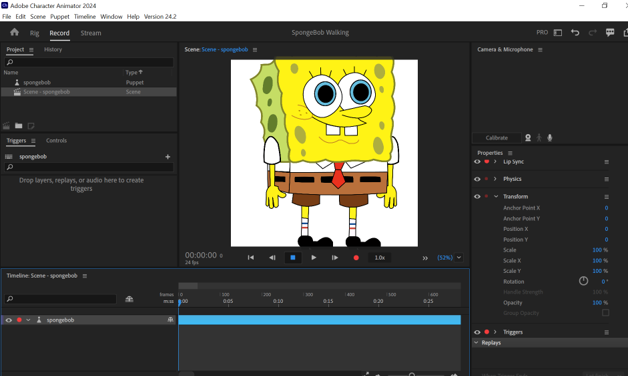 Adobe Character Animator 2024
File Edit Scene Puppet Timeline Window Help Version 24.2
Rig Record Stream SpongeBob Walking PRO
Project History
Name Type
spongebob Puppet
Scene - spongebob Scene
Triggers Controls
spongebob
Drop layers, replays, or audio here to create
triggers
Scene: Scene - spongebob
00:00:00 0
24 fps
1.0x
(52%)
Camera & Microphone
Calibrate
Properties
Lip Sync
Physics
Transform
Anchor Point X 0
Anchor Point Y 0
Position X 0
Position Y 0
Scale 100 %
Scale X 100 %
Scale Y 100 %
Rotation 0 °
Handle Strength 100 %
Opacity 100 %
Group Opacity
Triggers
Replays
Timeline: Scene - spongebob
frames 0 100 200 300 400 500 600
m:ss 0:00 0:05 0:10 0:15 0:20 0:25
spongebob